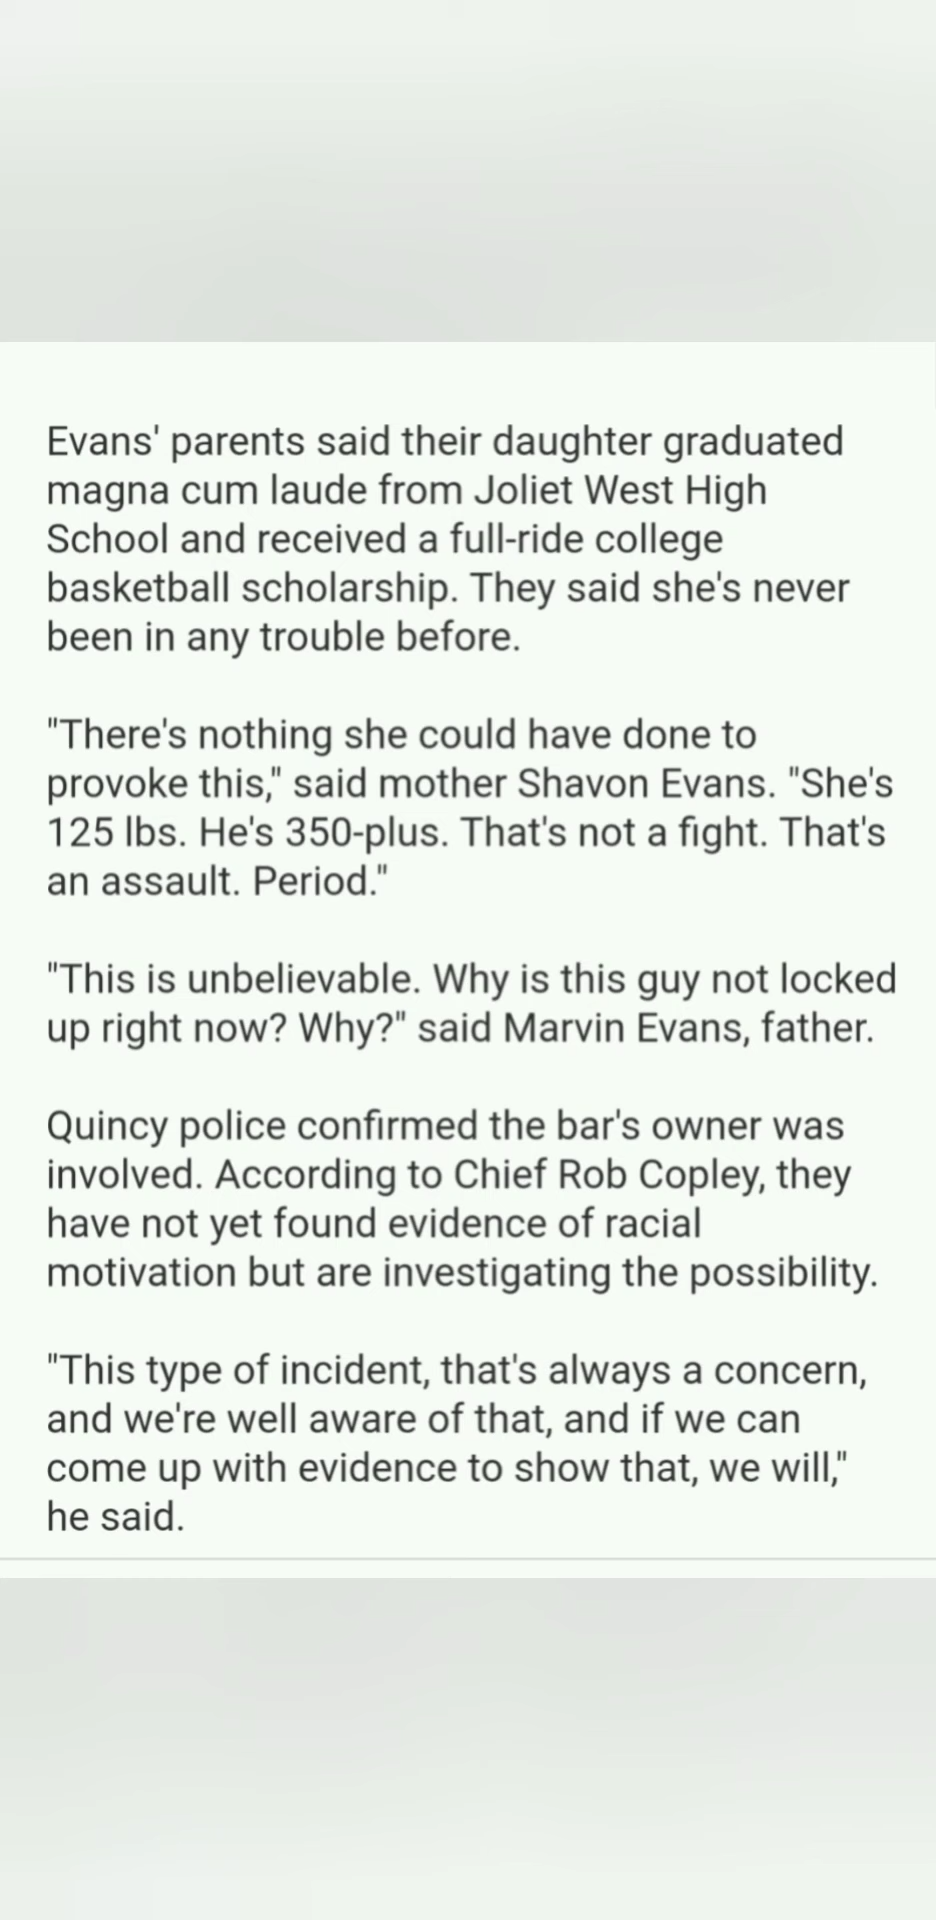 Evans' parents said their daughter graduated
magna cum laude from Joliet West High
School and received a full-ride college
basketball scholarship. They said she's never
been in any trouble before.
"There's nothing she could have done to
provoke this," said mother Shavon Evans. "She's
125 lbs. He's 350-plus. That's not a fight. That's
an assault. Period."
"This is unbelievable. Why is this guy not locked
up right now? Why?" said Marvin Evans, father.
Quincy police confirmed the bar's owner was
involved. According to Chief Rob Copley, they
have not yet found evidence of racial
motivation but are investigating the possibility.
"This type of incident, that's always a concern,
and we're well aware of that, and if we can
come up with evidence to show that, we will,"
he said.